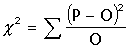 χ² = ∑ (P − O)² / O